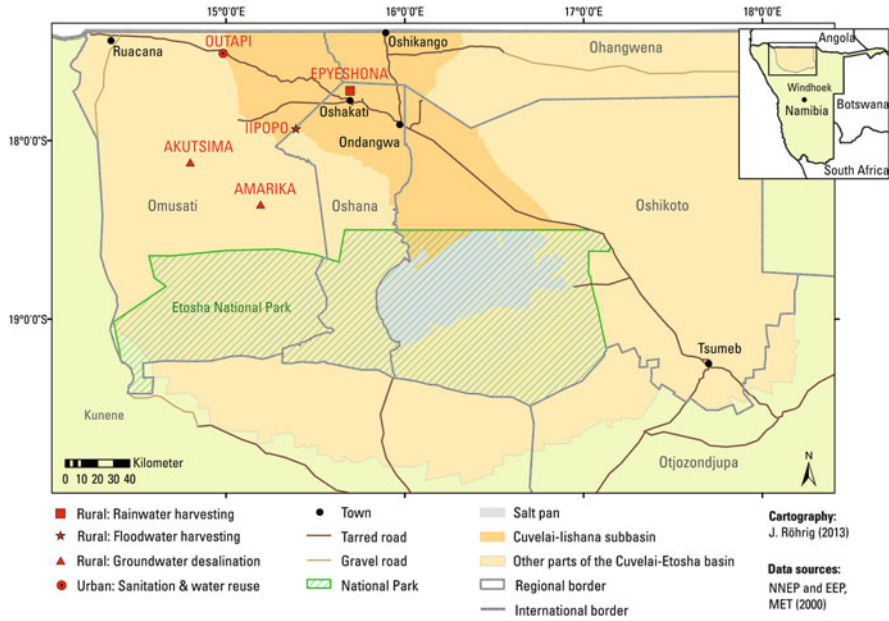 15°0'0"E
16°0'0"E
17°0'0"E
18°0'0"E
Ruacana
OUTAPI
Oshikango
Ohangwena
EPYESHONA
Oshakati
IIPOPO
Ondangwa
18°0'0"S
AKUTSIMA
AMARIKA
Omusati
Oshana
Oshikoto
Etosha National Park
19°0'0"S
Tsumeb
Kunene
Otjozondjupa
Angola
Windhoek
Namibia
Botswana
South Africa
Kilometer
0 10 20 30 40
N
Rural: Rainwater harvesting
Rural: Floodwater harvesting
Rural: Groundwater desalination
Urban: Sanitation & water reuse
Town
Tarred road
Gravel road
National Park
Salt pan
Cuvelai-Iishana subbasin
Other parts of the Cuvelai-Etosha basin
Regional border
International border
Cartography:
J. Röhrig (2013)
Data sources:
NNEP and EEP,
MET (2000)